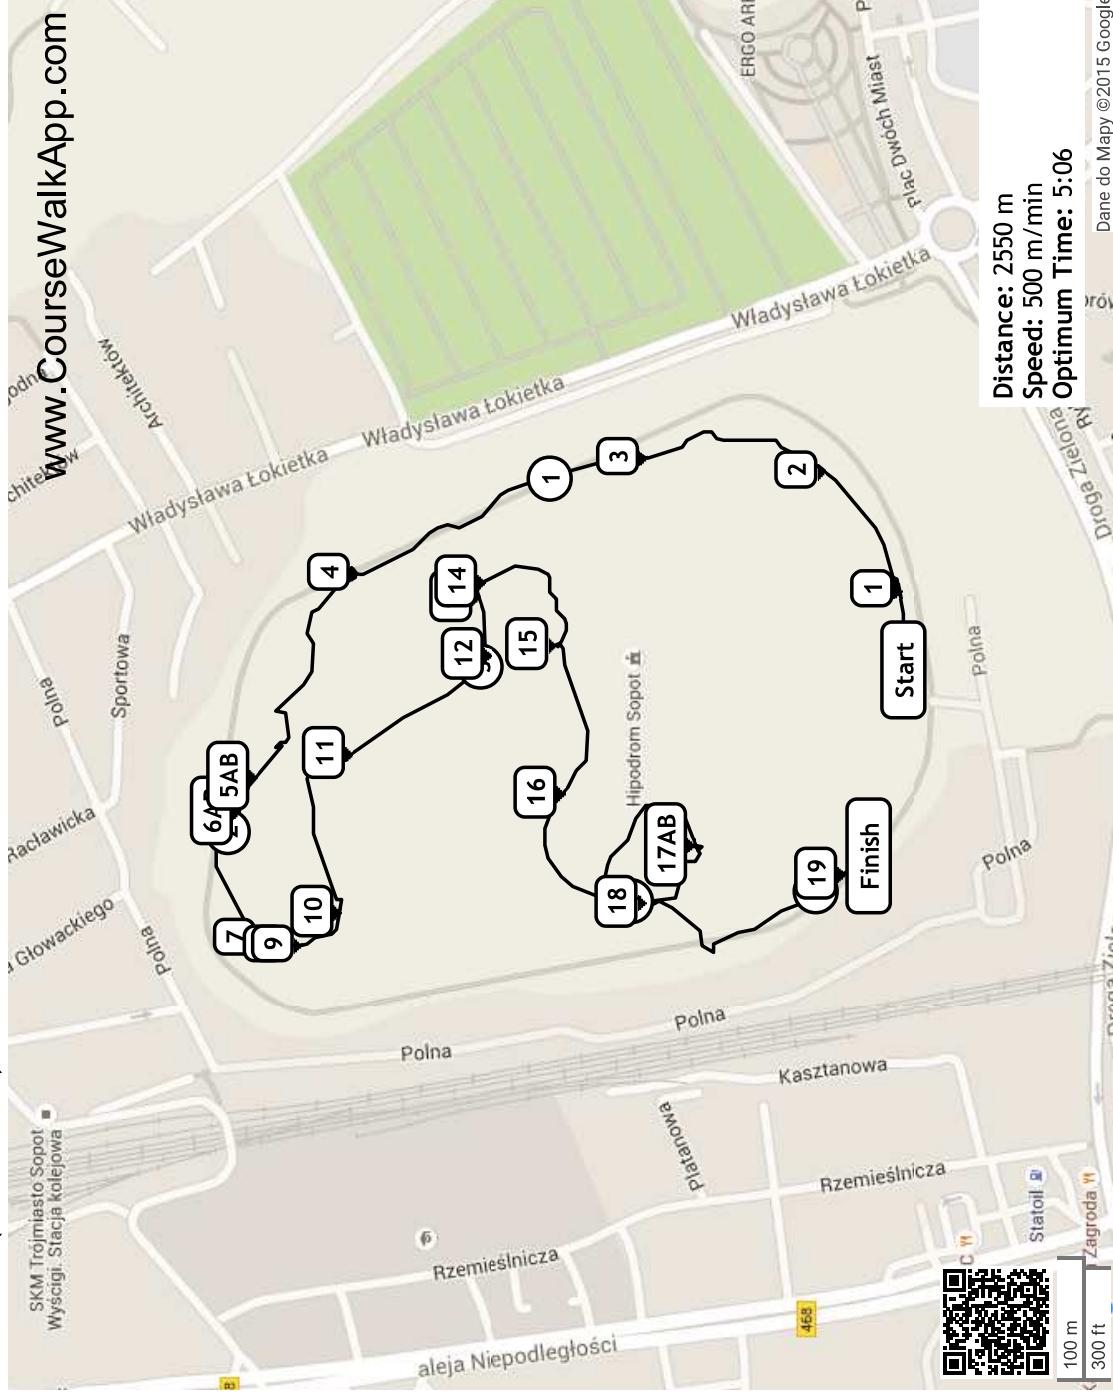 www.CourseWalkApp.com
Distance: 2550 m
Speed: 500 m/min
Optimum Time: 5:06
Dane do Mapy ©2015 Google
ERGO
Plac Dwóch Miast
Władysława Łokietka
Władysława Łokietka
Władysława Łokietka
Architektów
Sportowa
Polna
Racławicka
Głowackiego
Polna
Polna
Polna
Polna
Polna
Kasztanowa
Platanowa
Rzemieślnicza
Rzemieślnicza
aleja Niepodległości
468
Statoil
Zagroda
Droga Zielona
Hipodrom Sopot
SKM Trójmiasto Sopot
Wyścigi. Stacja kolejowa
Start
1
2
3
1
4
5AB
7
9
10
11
12
14
15
16
17AB
18
19
Finish
100 m
300 ft